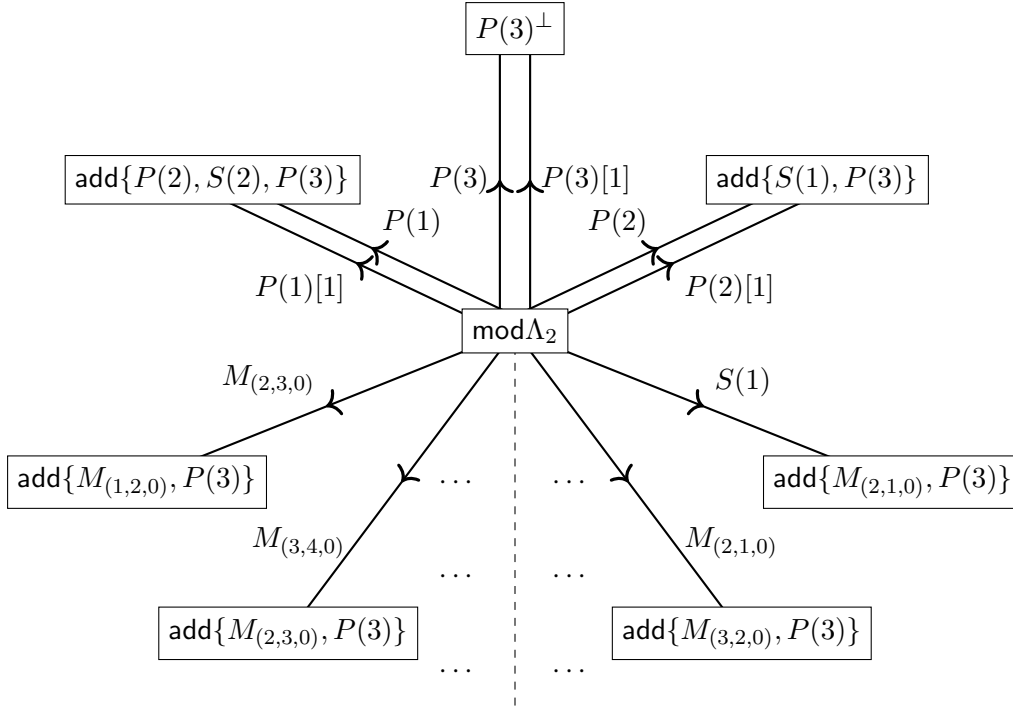 P(3)^⊥
add{P(2), S(2), P(3)}
P(3)
P(3)[1]
add{S(1), P(3)}
P(1)
P(2)
P(1)[1]
P(2)[1]
modΛ_2
M_{(2,3,0)}
S(1)
add{M_{(1,2,0)}, P(3)}
...
...
add{M_{(2,1,0)}, P(3)}
M_{(3,4,0)}
M_{(2,1,0)}
...
...
add{M_{(2,3,0)}, P(3)}
add{M_{(3,2,0)}, P(3)}
...
...